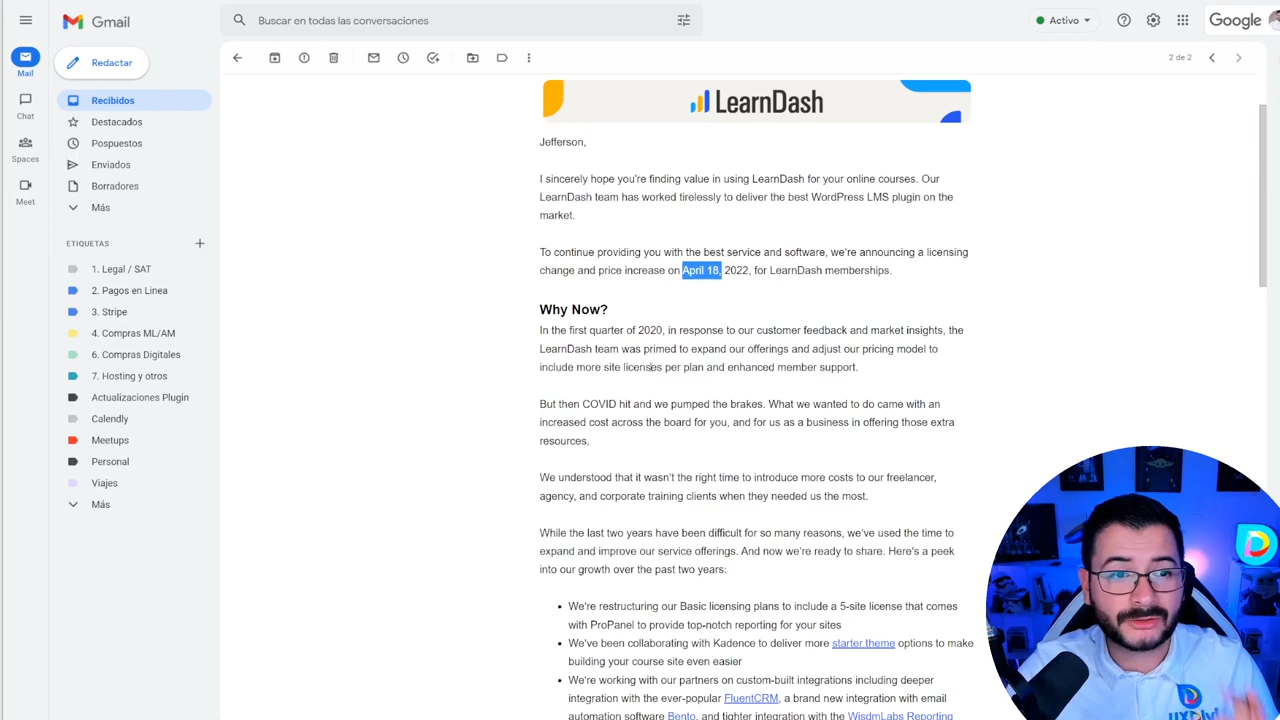 Gmail
Buscar en todas las conversaciones
Activo
Google
Mail
Chat
Spaces
Meet
Redactar
Recibidos
Destacados
Pospuestos
Enviados
Borradores
Más
ETIQUETAS
1. Legal / SAT
2. Pagos en Linea
3. Stripe
4. Compras ML/AM
6. Compras Digitales
7. Hosting y otros
Actualizaciones Plugin
Calendly
Meetups
Personal
Viajes
Más
2 de 2
LearnDash
Jefferson,
I sincerely hope you're finding value in using LearnDash for your online courses. Our
LearnDash team has worked tirelessly to deliver the best WordPress LMS plugin on the
market.
To continue providing you with the best service and software, we're announcing a licensing
change and price increase on April 18, 2022, for LearnDash memberships.
Why Now?
In the first quarter of 2020, in response to our customer feedback and market insights, the
LearnDash team was primed to expand our offerings and adjust our pricing model to
include more site licenses per plan and enhanced member support.
But then COVID hit and we pumped the brakes. What we wanted to do came with an
increased cost across the board for you, and for us as a business in offering those extra
resources.
We understood that it wasn't the right time to introduce more costs to our freelancer,
agency, and corporate training clients when they needed us the most.
While the last two years have been difficult for so many reasons, we've used the time to
expand and improve our service offerings. And now we're ready to share. Here's a peek
into our growth over the past two years:
• We're restructuring our Basic licensing plans to include a 5-site license that comes
with ProPanel to provide top-notch reporting for your sites
• We've been collaborating with Kadence to deliver more starter theme options to make
building your course site even easier
• We're working with our partners on custom-built integrations including deeper
integration with the ever-popular FluentCRM, a brand new integration with email
automation software Bento, and tighter integration with the WisdmLabs Reporting